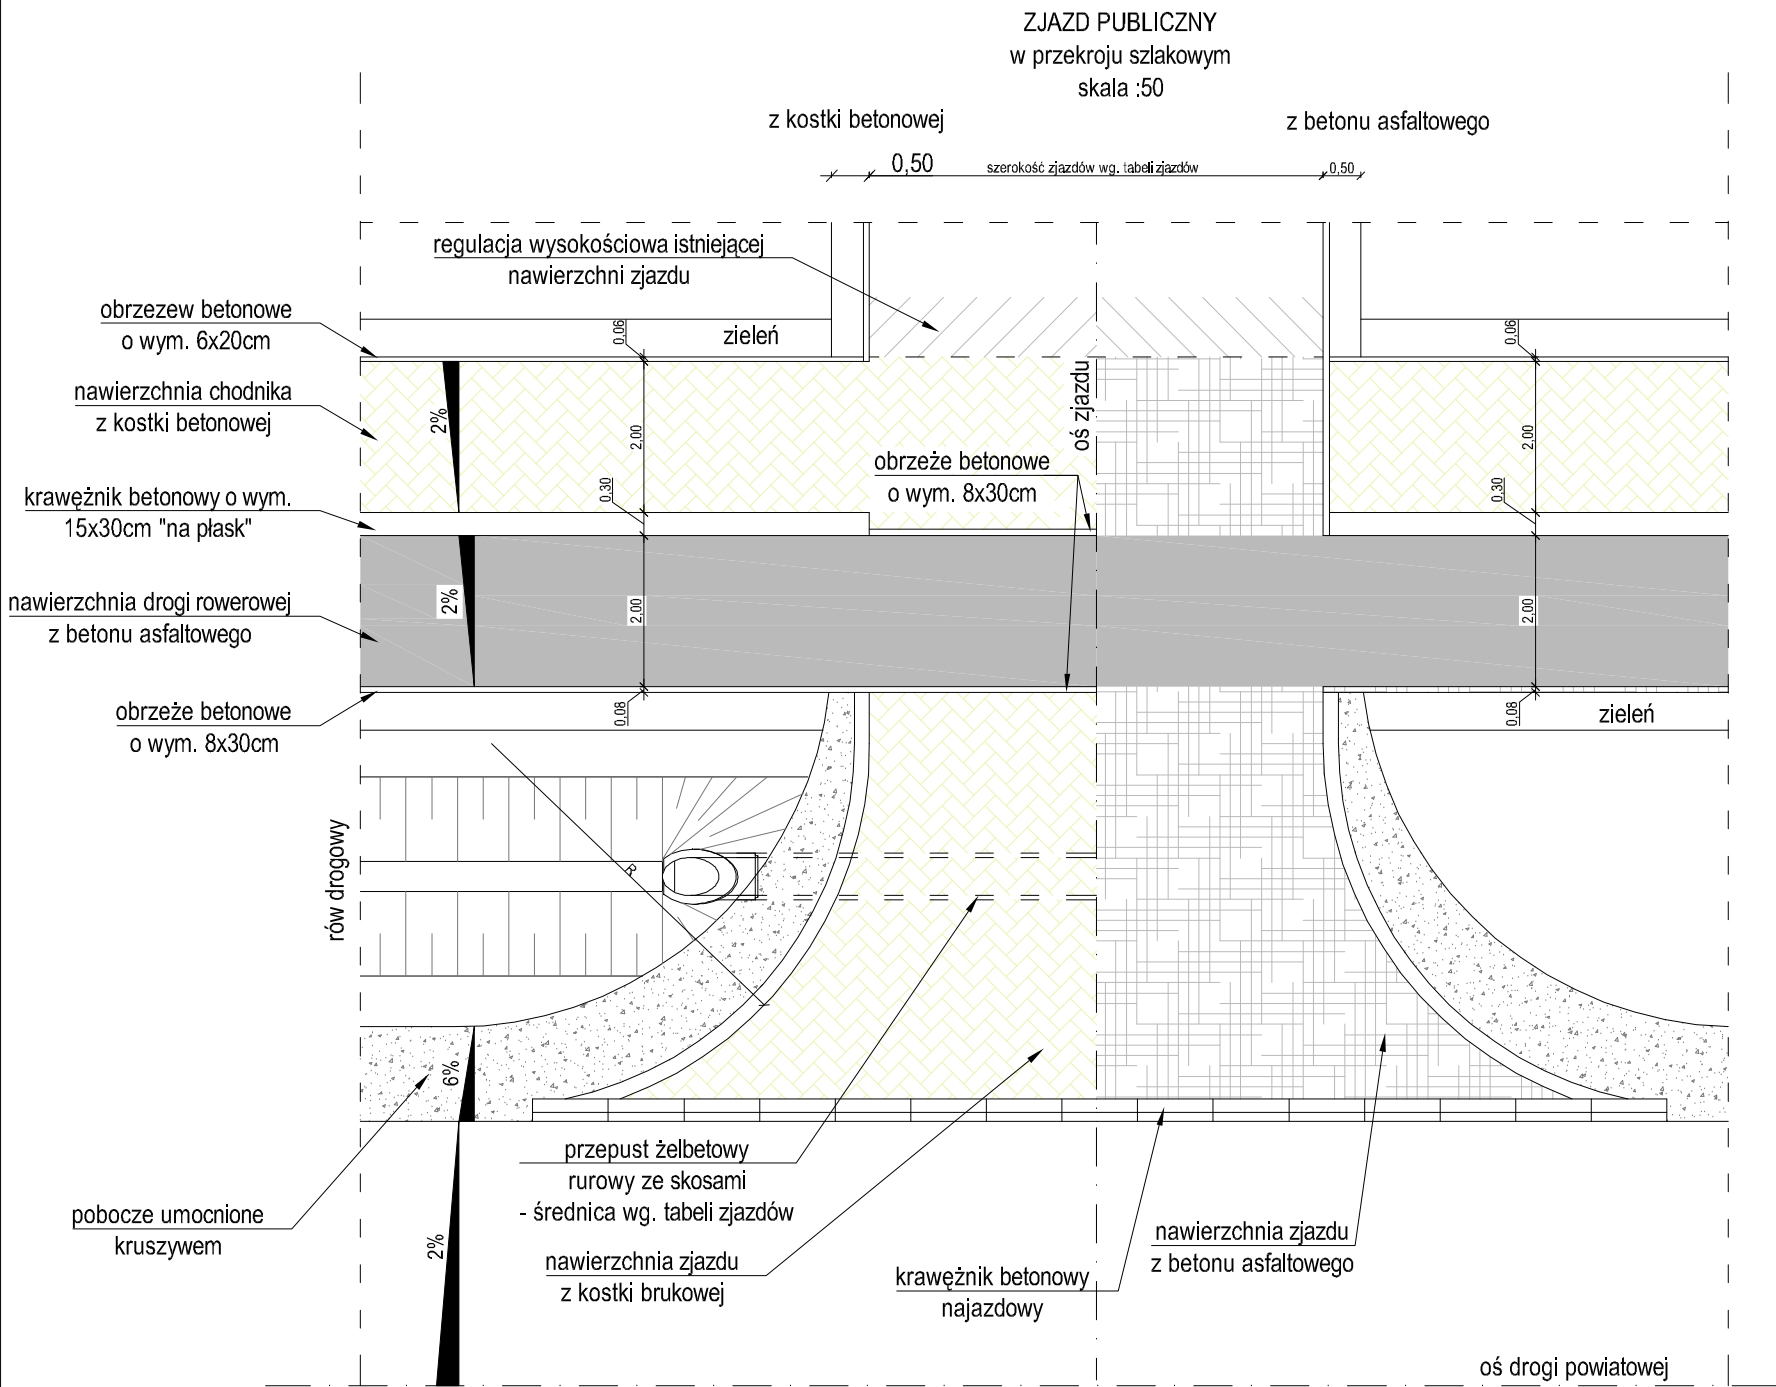 ZJAZD PUBLICZNY
w przekroju szlakowym
skala :50
z kostki betonowej
z betonu asfaltowego
0,50
szerokość zjazdów wg. tabeli zjazdów
0,50
regulacja wysokościowa istniejącej
nawierzchni zjazdu
obrzezew betonowe
o wym. 6x20cm
0,06
zieleń
0,06
nawierzchnia chodnika
z kostki betonowej
2%
2,00
oś zjazdu
2,00
obrzeże betonowe
o wym. 8x30cm
krawężnik betonowy o wym.
15x30cm "na płask"
0,30
0,30
nawierzchnia drogi rowerowej
z betonu asfaltowego
2%
2,00
2,00
obrzeże betonowe
o wym. 8x30cm
0,08
0,08
zieleń
rów drogowy
R
6%
przepust żelbetowy
rurowy ze skosami
- średnica wg. tabeli zjazdów
pobocze umocnione
kruszywem
2%
nawierzchnia zjazdu
z kostki brukowej
krawężnik betonowy
najazdowy
nawierzchnia zjazdu
z betonu asfaltowego
oś drogi powiatowej